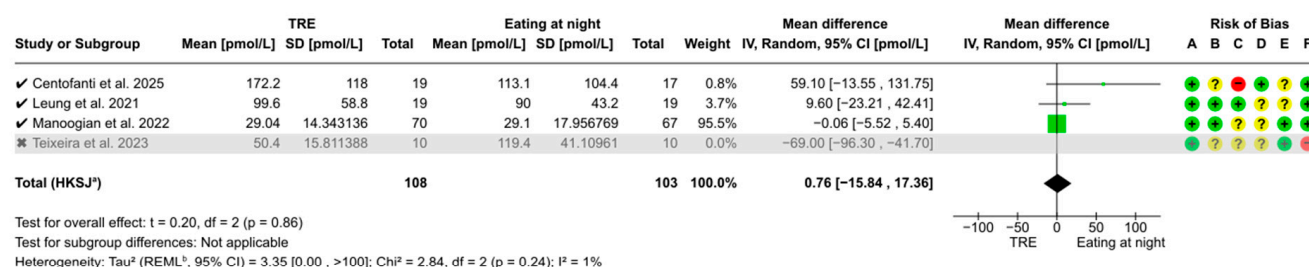 TRE Eating at night Mean difference Mean difference Risk of Bias
Study or Subgroup Mean [pmol/L] SD [pmol/L] Total Mean [pmol/L] SD [pmol/L] Total Weight IV, Random, 95% CI [pmol/L] IV, Random, 95% CI [pmol/L] A B C D E F
✔ Centofanti et al. 2025 172.2 118 19 113.1 104.4 17 0.8% 59.10 [−13.55 , 131.75] + ? − + ? +
✔ Leung et al. 2021 99.6 58.8 19 90 43.2 19 3.7% 9.60 [−23.21 , 42.41] + + + ? ? +
✔ Manoogian et al. 2022 29.04 14.343136 70 29.1 17.956769 67 95.5% −0.06 [−5.52 , 5.40] + + ? ? + +
✖ Teixeira et al. 2023 50.4 15.811388 10 119.4 41.10961 10 0.0% −69.00 [−96.30 , −41.70] + ? ? ? + −
Total (HKSJᵃ) 108 103 100.0% 0.76 [−15.84 , 17.36]
Test for overall effect: t = 0.20, df = 2 (p = 0.86)
Test for subgroup differences: Not applicable
Heterogeneity: Tau² (REMLᵇ, 95% CI) = 3.35 [0.00 , >100]; Chi² = 2.84, df = 2 (p = 0.24); I² = 1%
−100 −50 0 50 100
TRE Eating at night